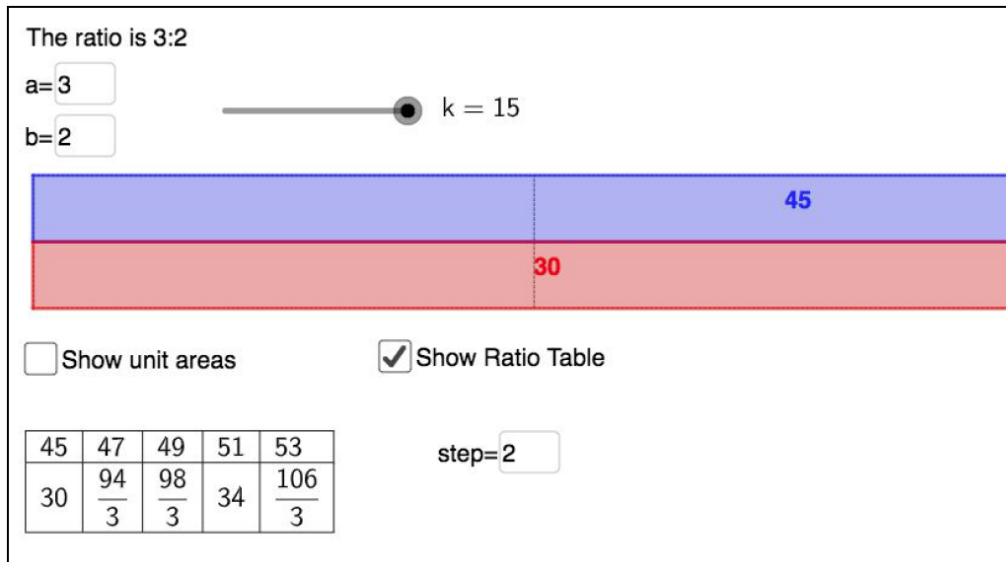 The ratio is 3:2
a= 3
k = 15
b= 2
45
30
Show unit areas
Show Ratio Table
45 47 49 51 53
30 94/3 98/3 34 106/3
step= 2